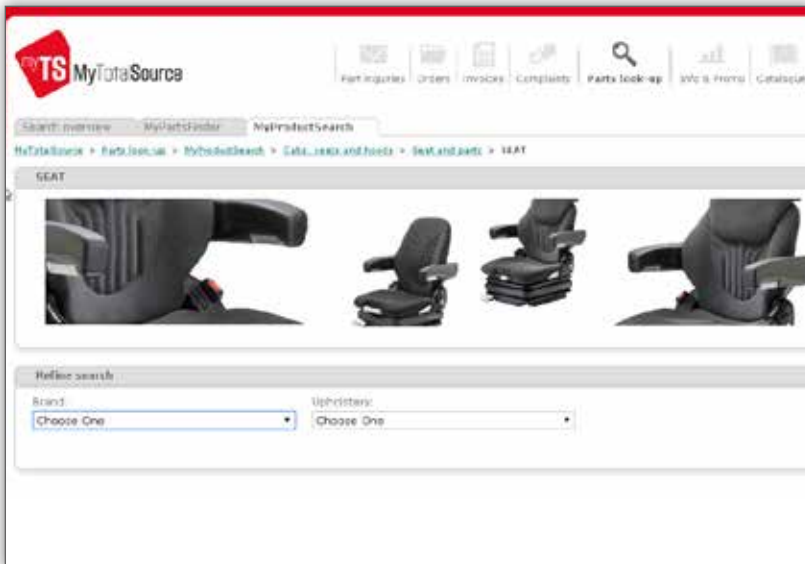 myTS MyTotalSource
Part inquiries Orders Invoices Complaints Parts look-up Info & Promo Catalogues
Search overview MyPartsFinder MyProductSearch
MyTotalSource > Parts look-up > MyProductSearch > Cabs, seats and hoods > Seat and parts > SEAT
SEAT
Refine search
Brand: Upholstery:
Choose One Choose One